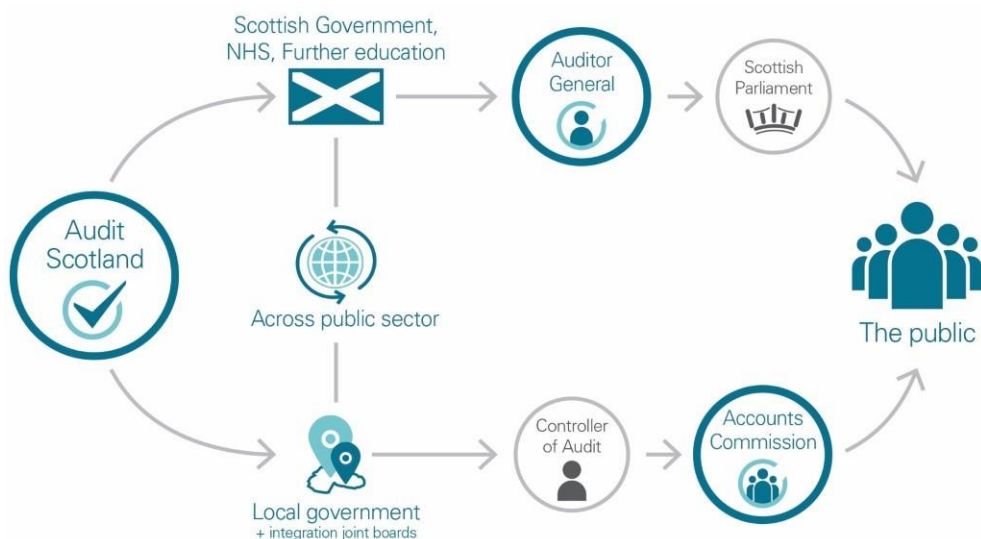 Scottish Government,
NHS, Further education
Auditor
General
Scottish
Parliament
Audit
Scotland
Across public sector
The public
Local government
+ integration joint boards
Controller
of Audit
Accounts
Commission